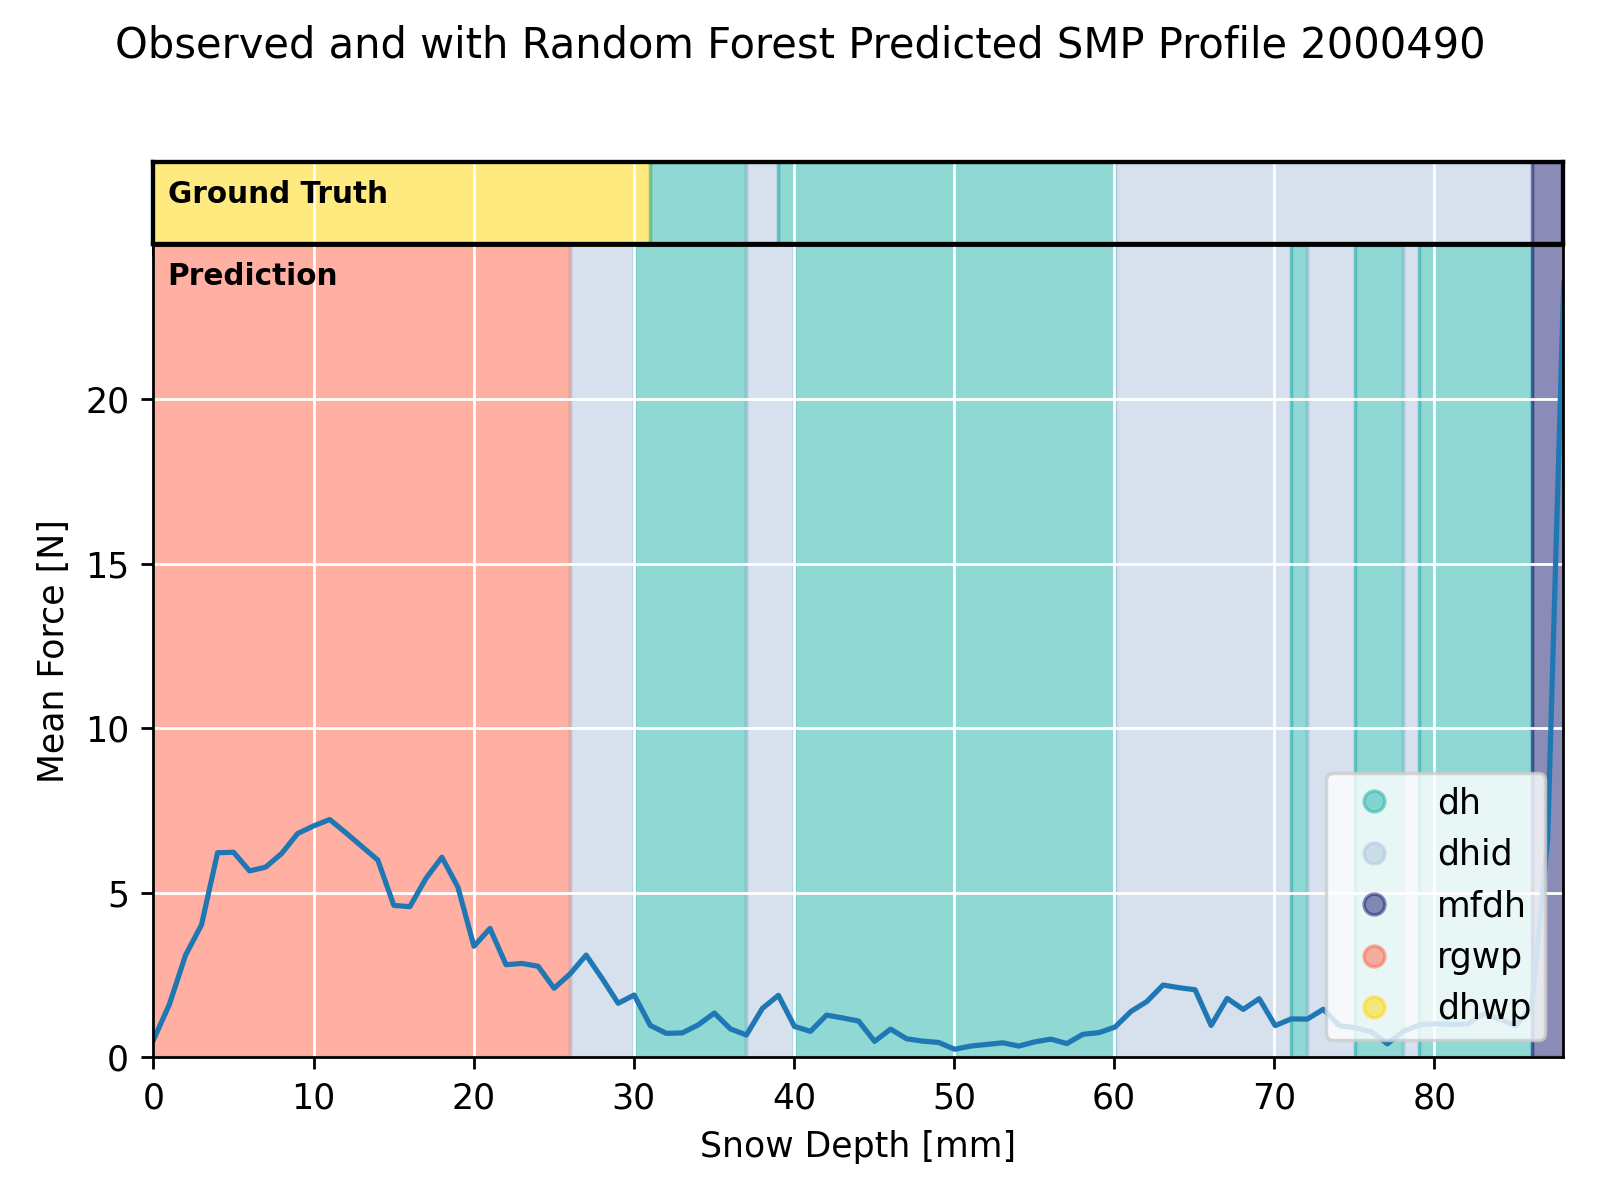 Observed and with Random Forest Predicted SMP Profile 2000490
Ground Truth
Prediction
Mean Force [N]
20
15
10
5
0
dh
dhid
mfdh
rgwp
dhwp
0 10 20 30 40 50 60 70 80
Snow Depth [mm]